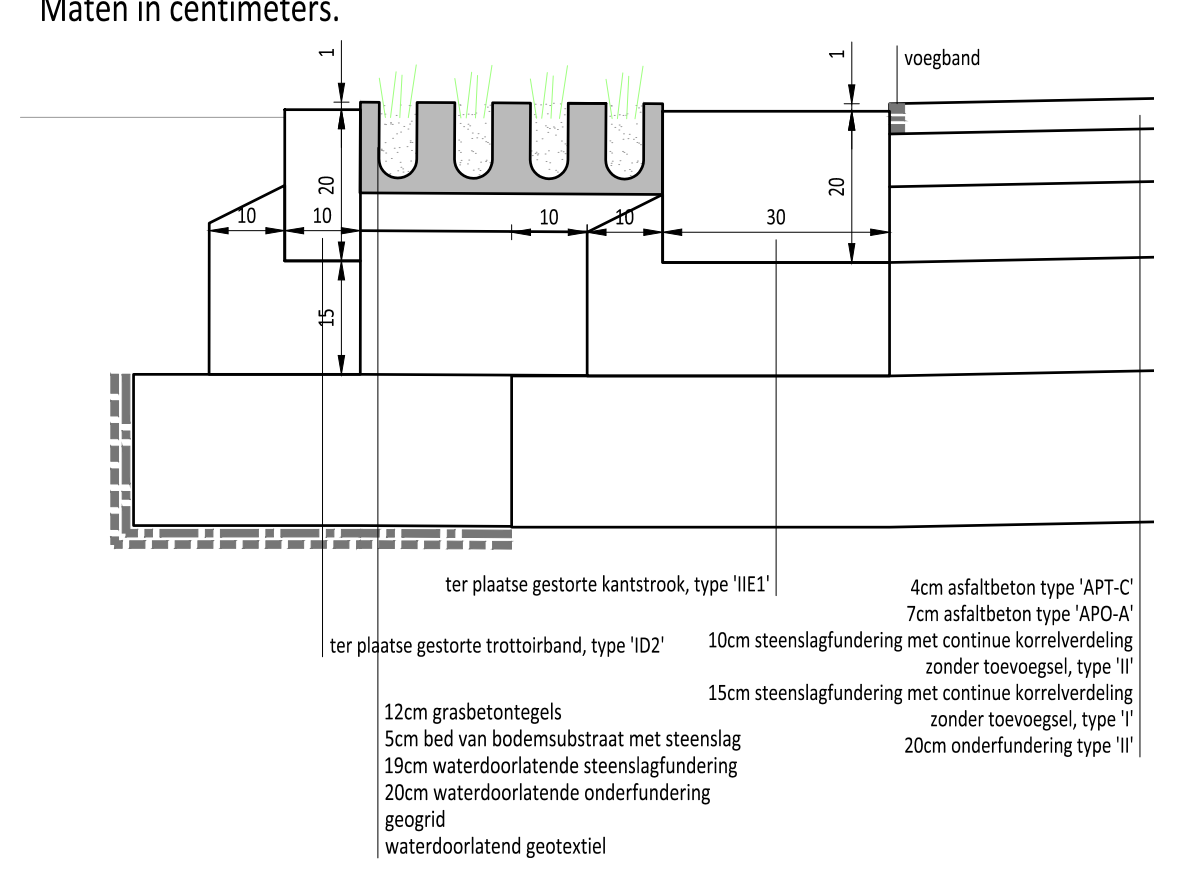 Maten in centimeters.
1
1
voegband
20
20
10
10
10
10
30
15
ter plaatse gestorte kantstrook, type 'IIE1'
ter plaatse gestorte trottoirband, type 'ID2'
12cm grasbetontegels
5cm bed van bodemsubstraat met steenslag
19cm waterdoorlatende steenslagfundering
20cm waterdoorlatende onderfundering
geogrid
waterdoorlatend geotextiel
4cm asfaltbeton type 'APT-C'
7cm asfaltbeton type 'APO-A'
10cm steenslagfundering met continue korrelverdeling
zonder toevoegsel, type 'II'
15cm steenslagfundering met continue korrelverdeling
zonder toevoegsel, type 'I'
20cm onderfundering type 'II'